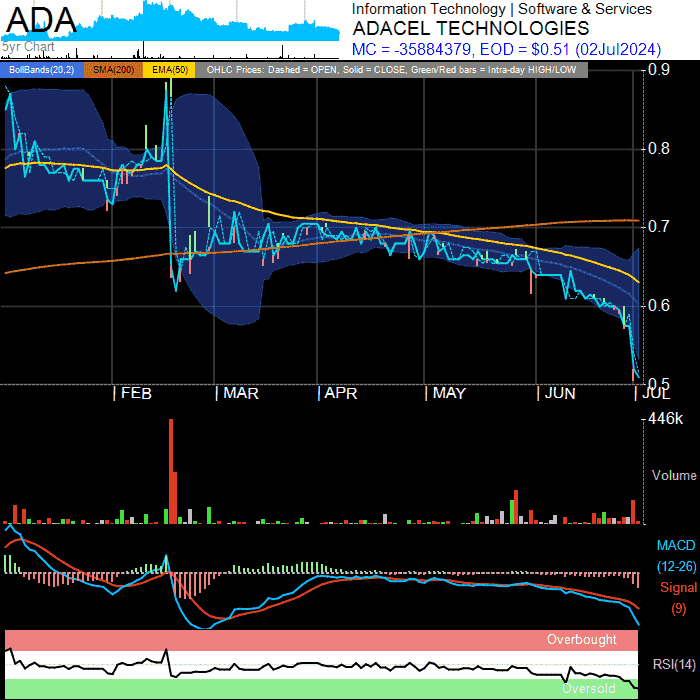 ADA
5yr Chart
Information Technology | Software & Services
ADACEL TECHNOLOGIES
MC = -35884379, EOD = $0.51 (02Jul2024)
BollBands(20,2) SMA(200) EMA(50) OHLC Prices: Dashed = OPEN, Solid = CLOSE, Green/Red bars = Intra-day HIGH/LOW
0.9
0.8
0.7
0.6
0.5
FEB MAR APR MAY JUN JUL
446k
Volume
MACD
(12-26)
Signal
(9)
Overbought
RSI(14)
Oversold